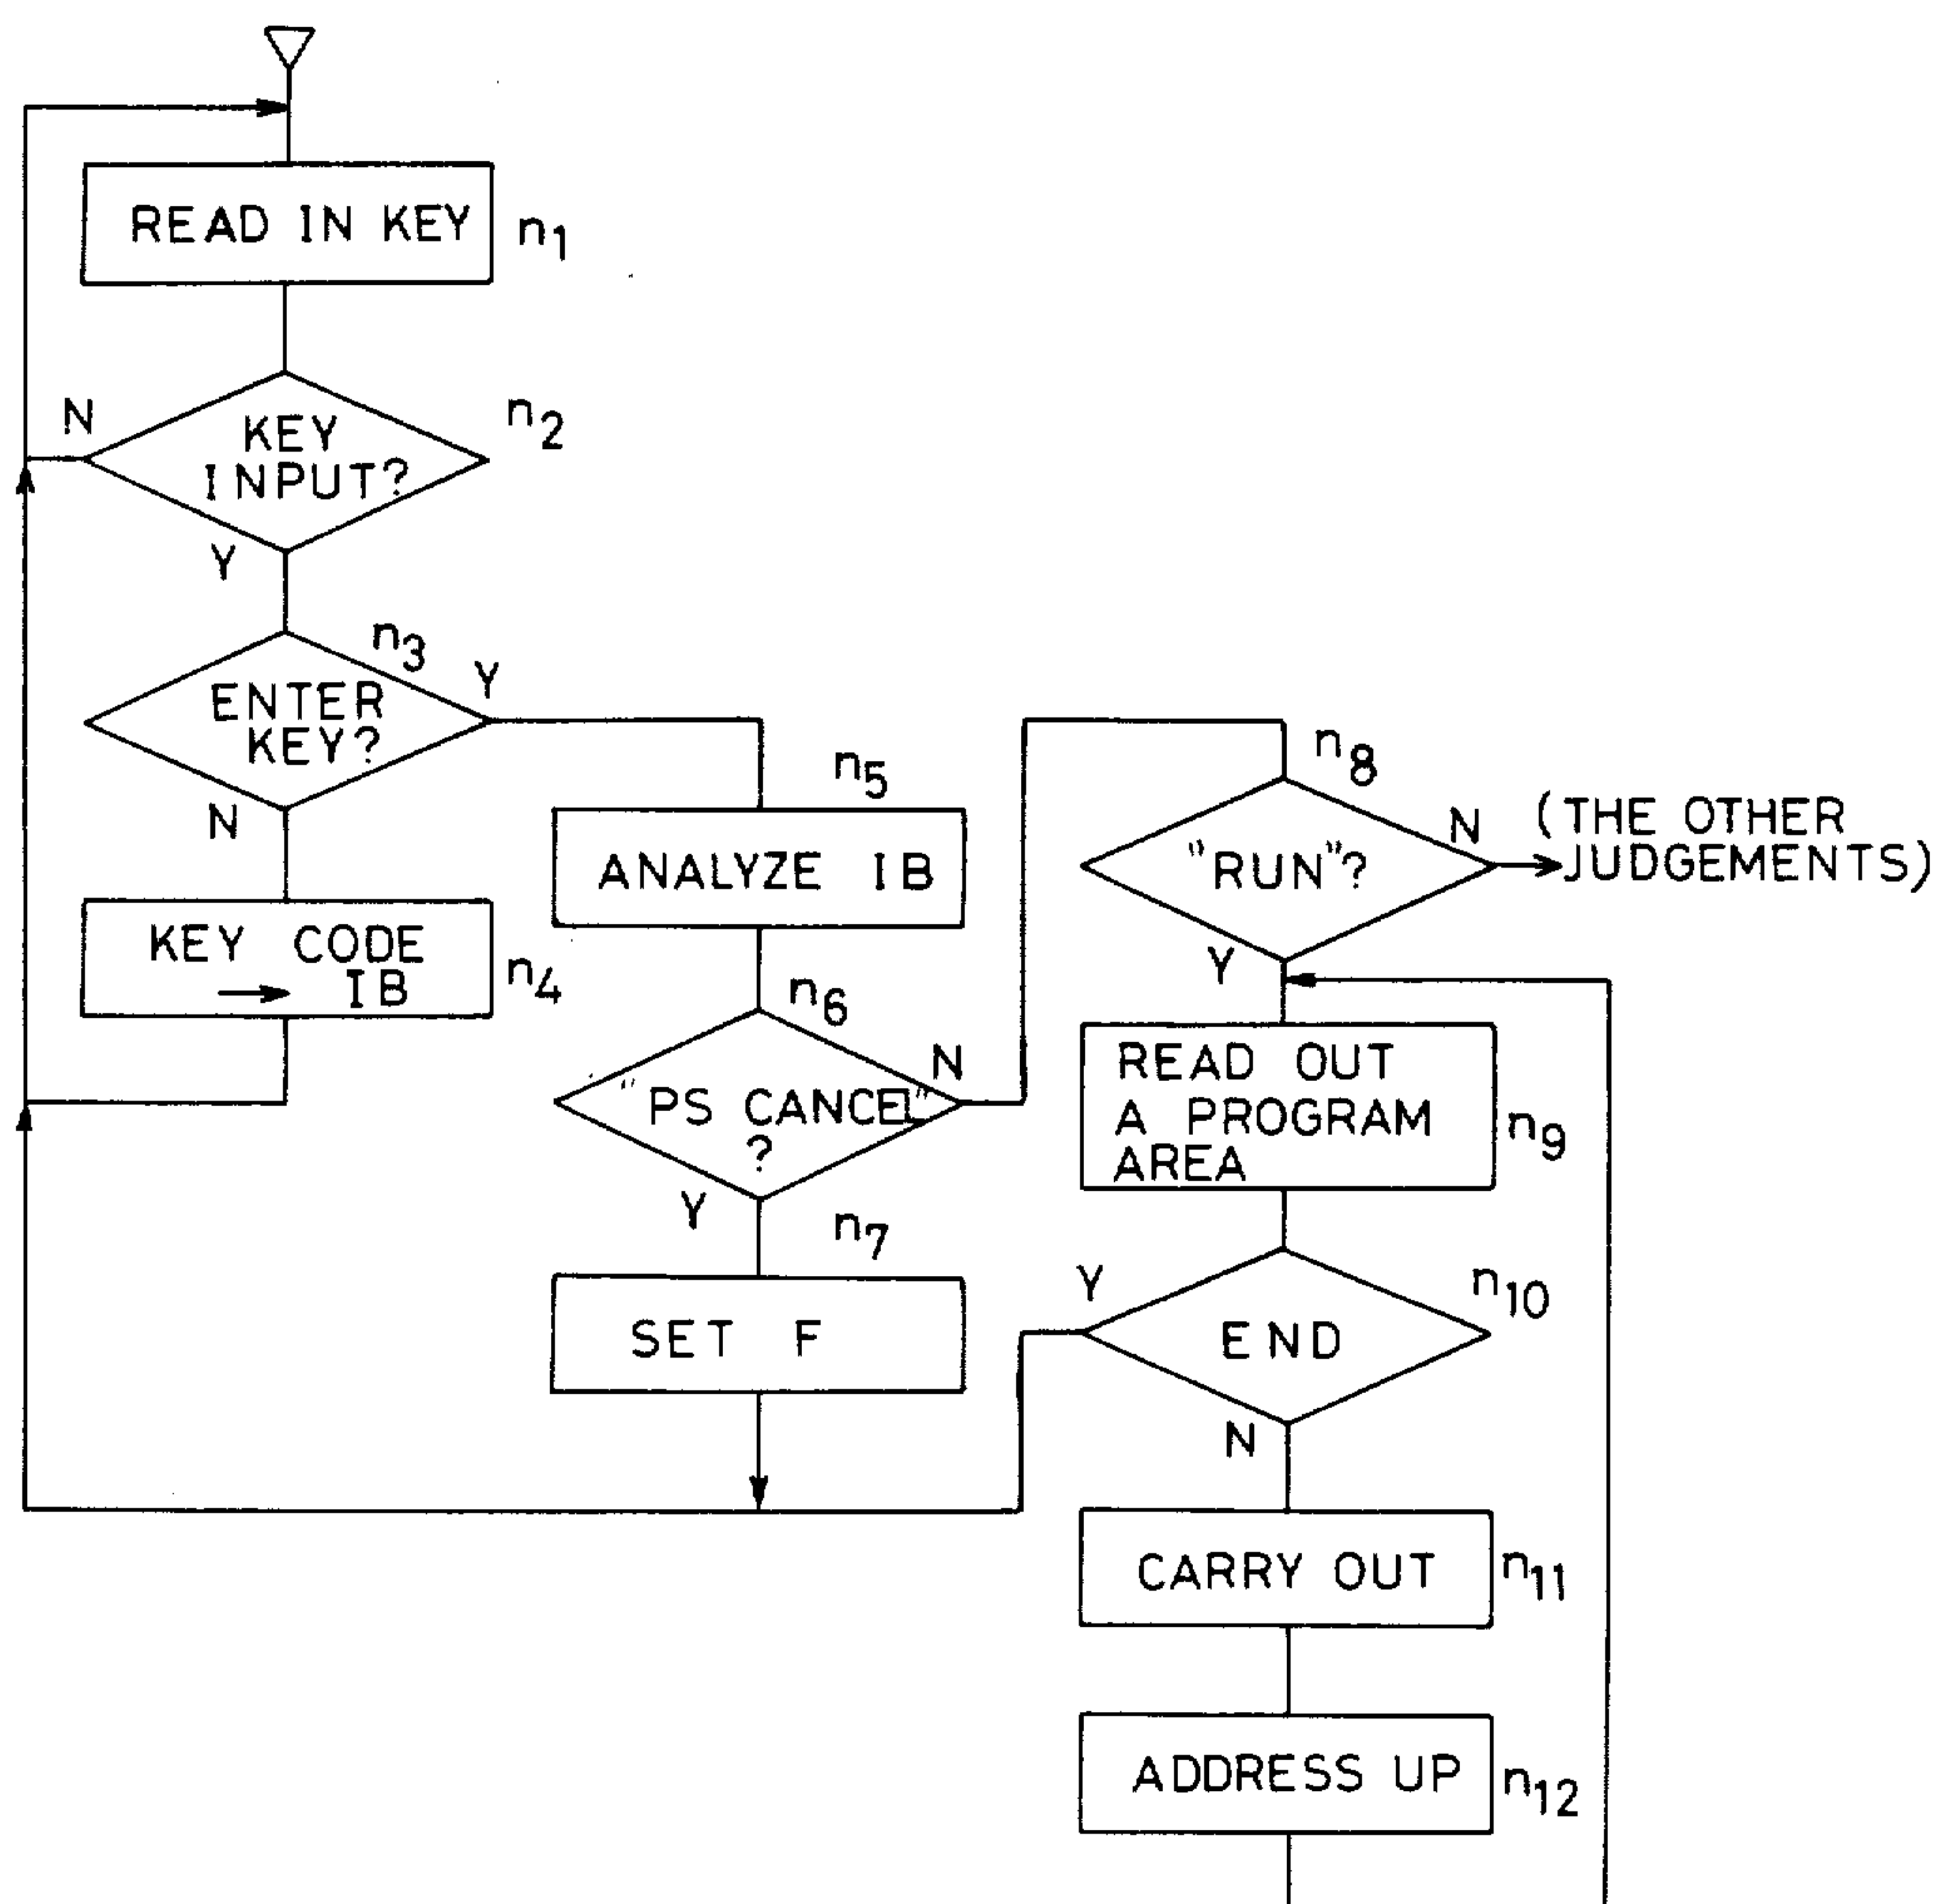 READ IN KEY
n1
N
KEY
INPUT?
n2
Y
n3
Y
ENTER
KEY?
N
KEY CODE
→ IB
n4
n5
ANALYZE IB
n6
N
"PS CANCEL"
?
Y
n7
SET F
n8
"RUN"?
N
(THE OTHER
JUDGEMENTS)
Y
READ OUT
A PROGRAM
AREA
n9
Y
n10
END
N
CARRY OUT
n11
ADDRESS UP
n12